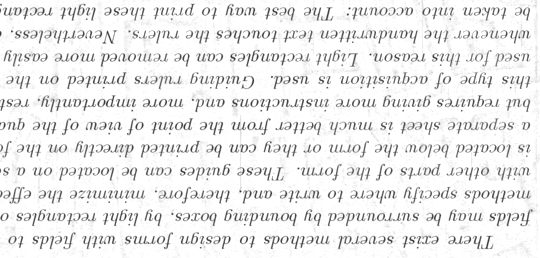 There exist several methods to design forms with fields to
fields may be surrounded by bounding boxes, by light rectangles o
methods specify where to write and, therefore, minimize the effec
with other parts of the form. These guides can be located on a s
is located below the form or they can be printed directly on the f
a separate sheet is much better from the point of view of the qua
but requires giving more instructions and, more importantly, rest
this type of acquisition is used. Guiding rulers printed on the
used for this reason. Light rectangles can be removed more easily
whenever the handwritten text touches the rulers. Nevertheless,
be taken into account: The best way to print these light rectang